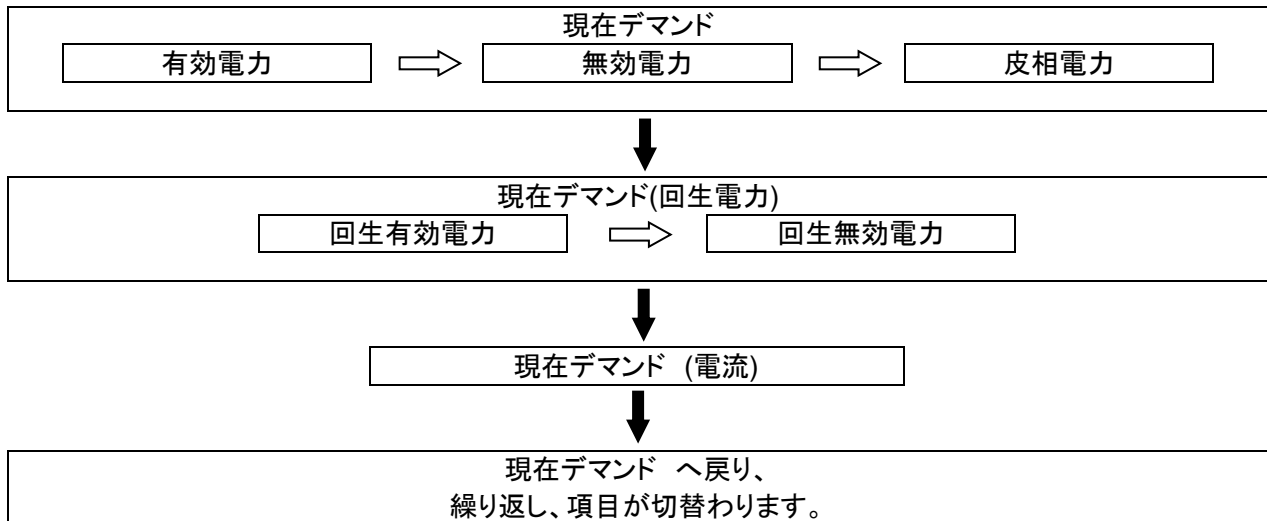 現在デマンド
有効電力 無効電力 皮相電力
現在デマンド(回生電力)
回生有効電力 回生無効電力
現在デマンド (電流)
現在デマンド へ戻り、
繰り返し、項目が切替わります。